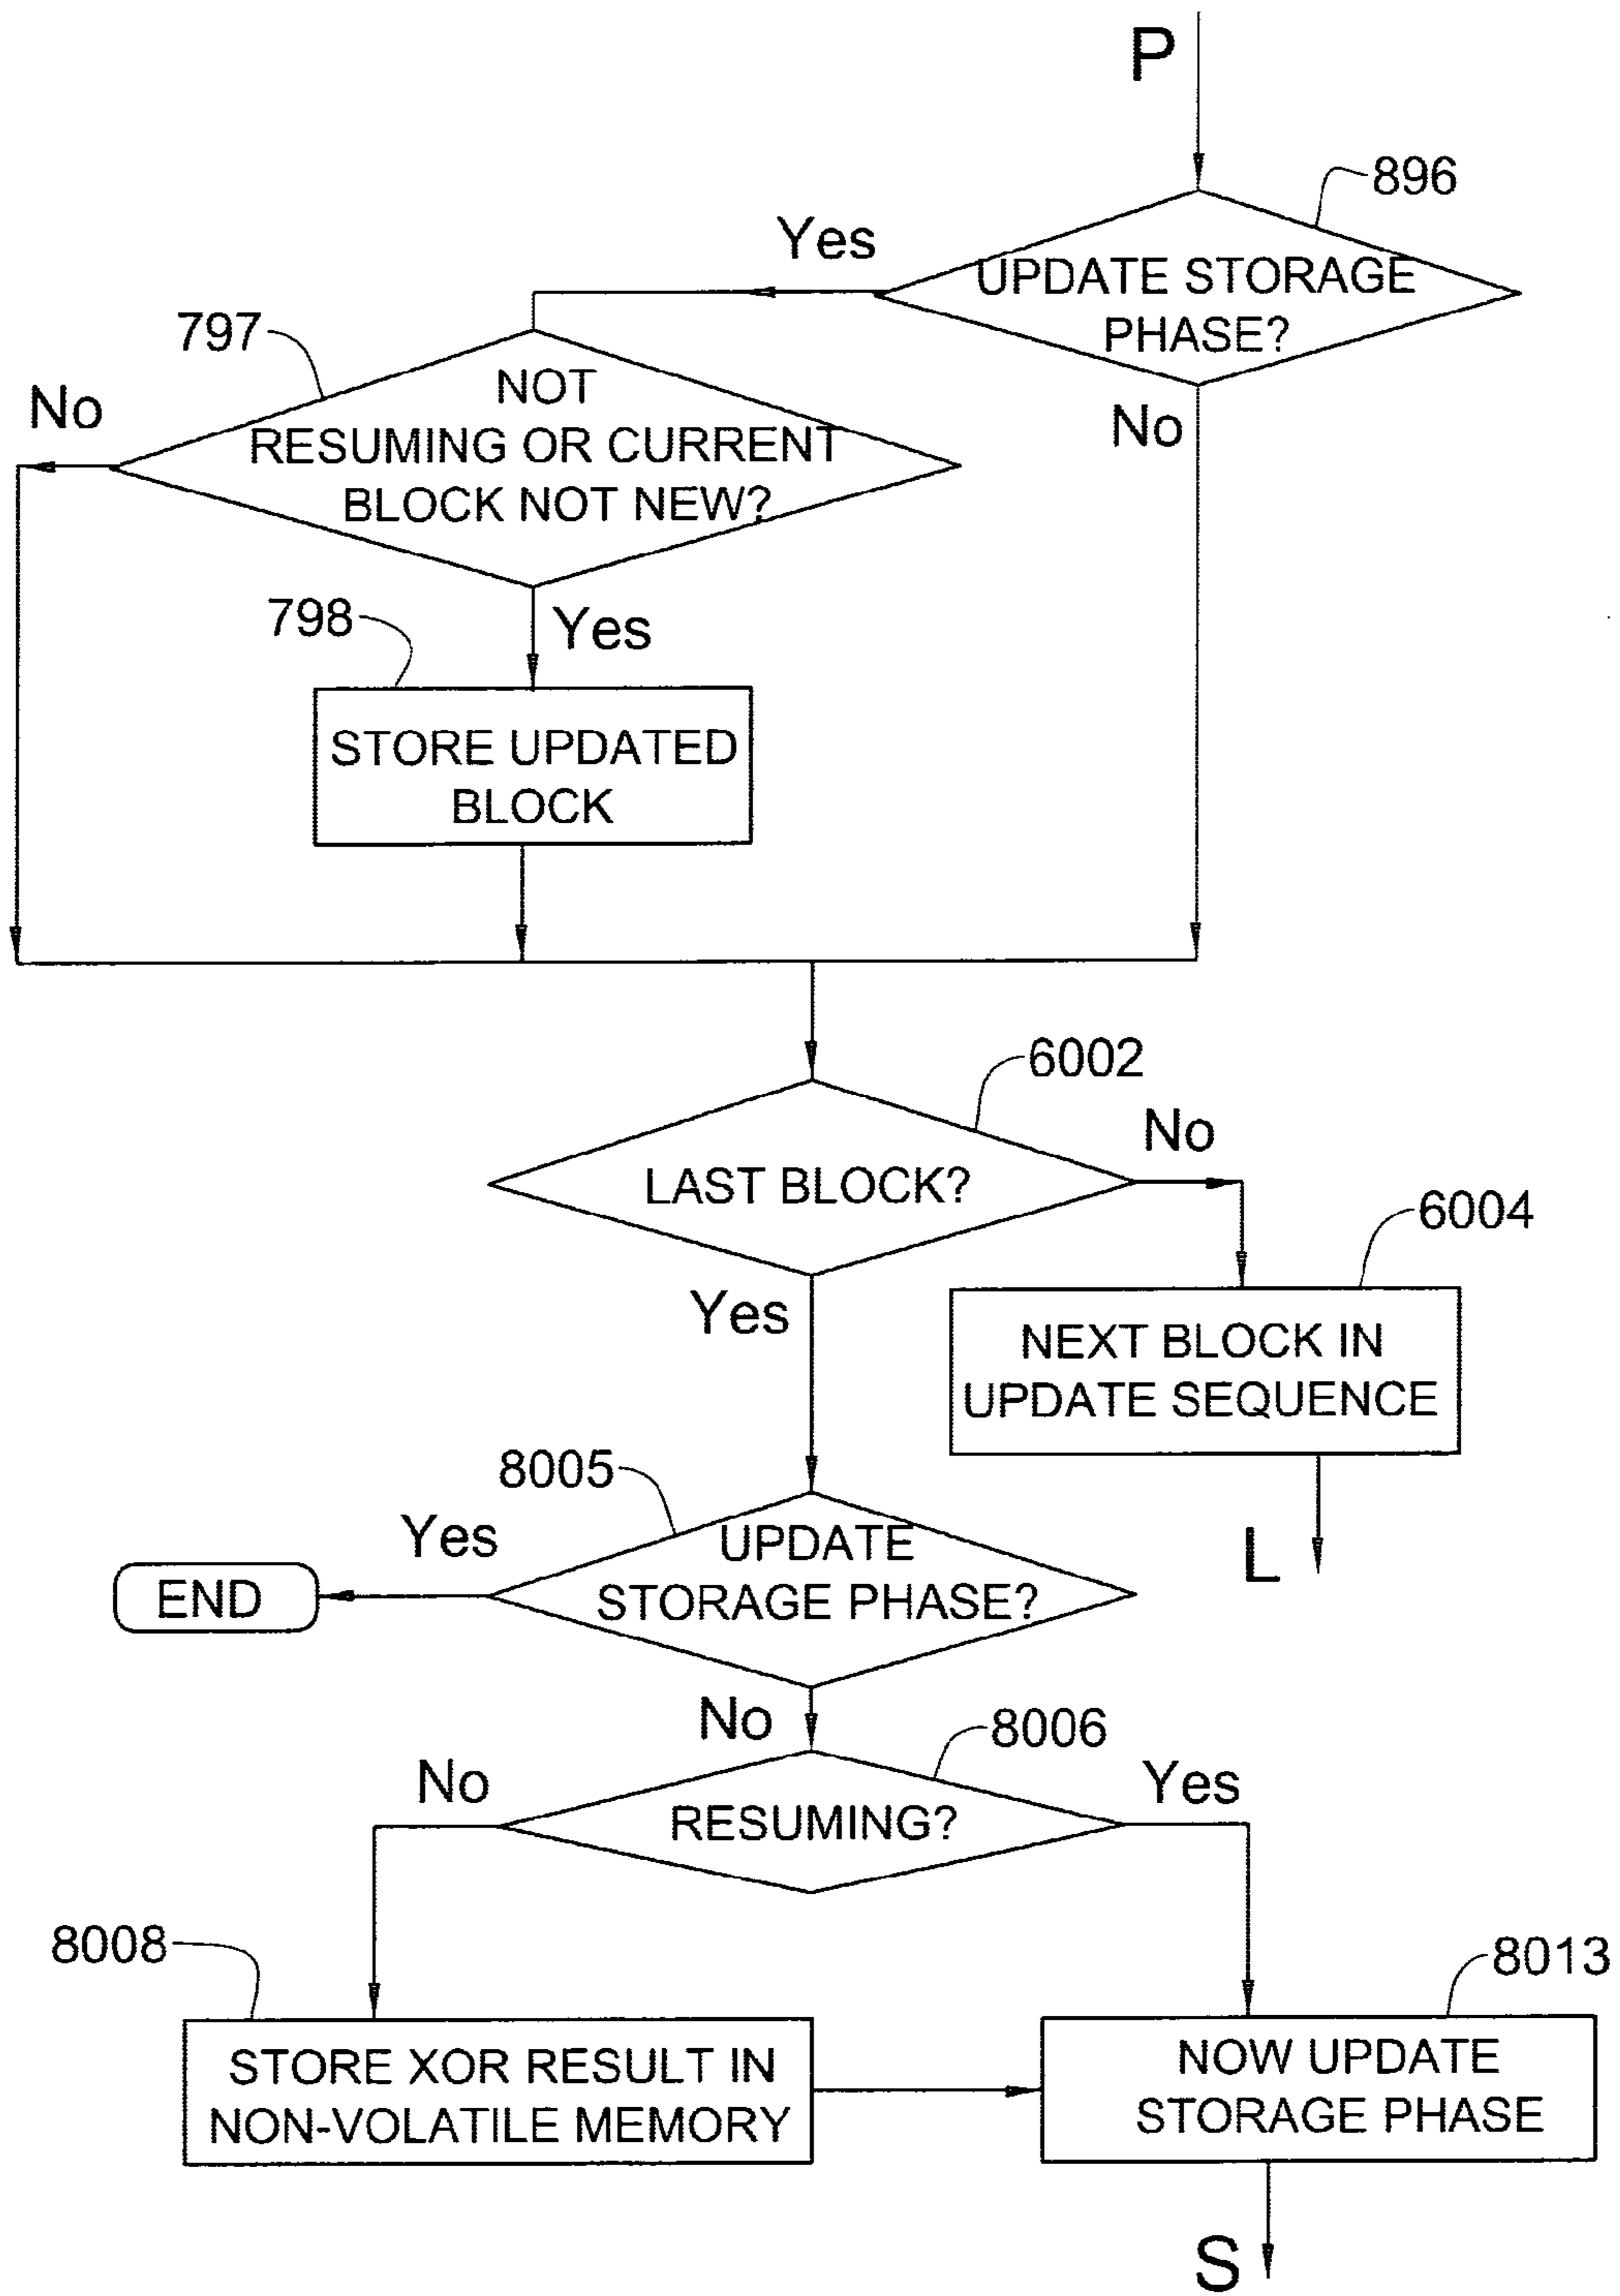 P
896
Yes
UPDATE STORAGE
PHASE?
797
No
NOT
RESUMING OR CURRENT
BLOCK NOT NEW?
No
798
Yes
STORE UPDATED
BLOCK
6002
No
LAST BLOCK?
6004
Yes
NEXT BLOCK IN
UPDATE SEQUENCE
8005
Yes
UPDATE
STORAGE PHASE?
L
END
No
8006
No
Yes
RESUMING?
8008
8013
STORE XOR RESULT IN
NON-VOLATILE MEMORY
NOW UPDATE
STORAGE PHASE
S